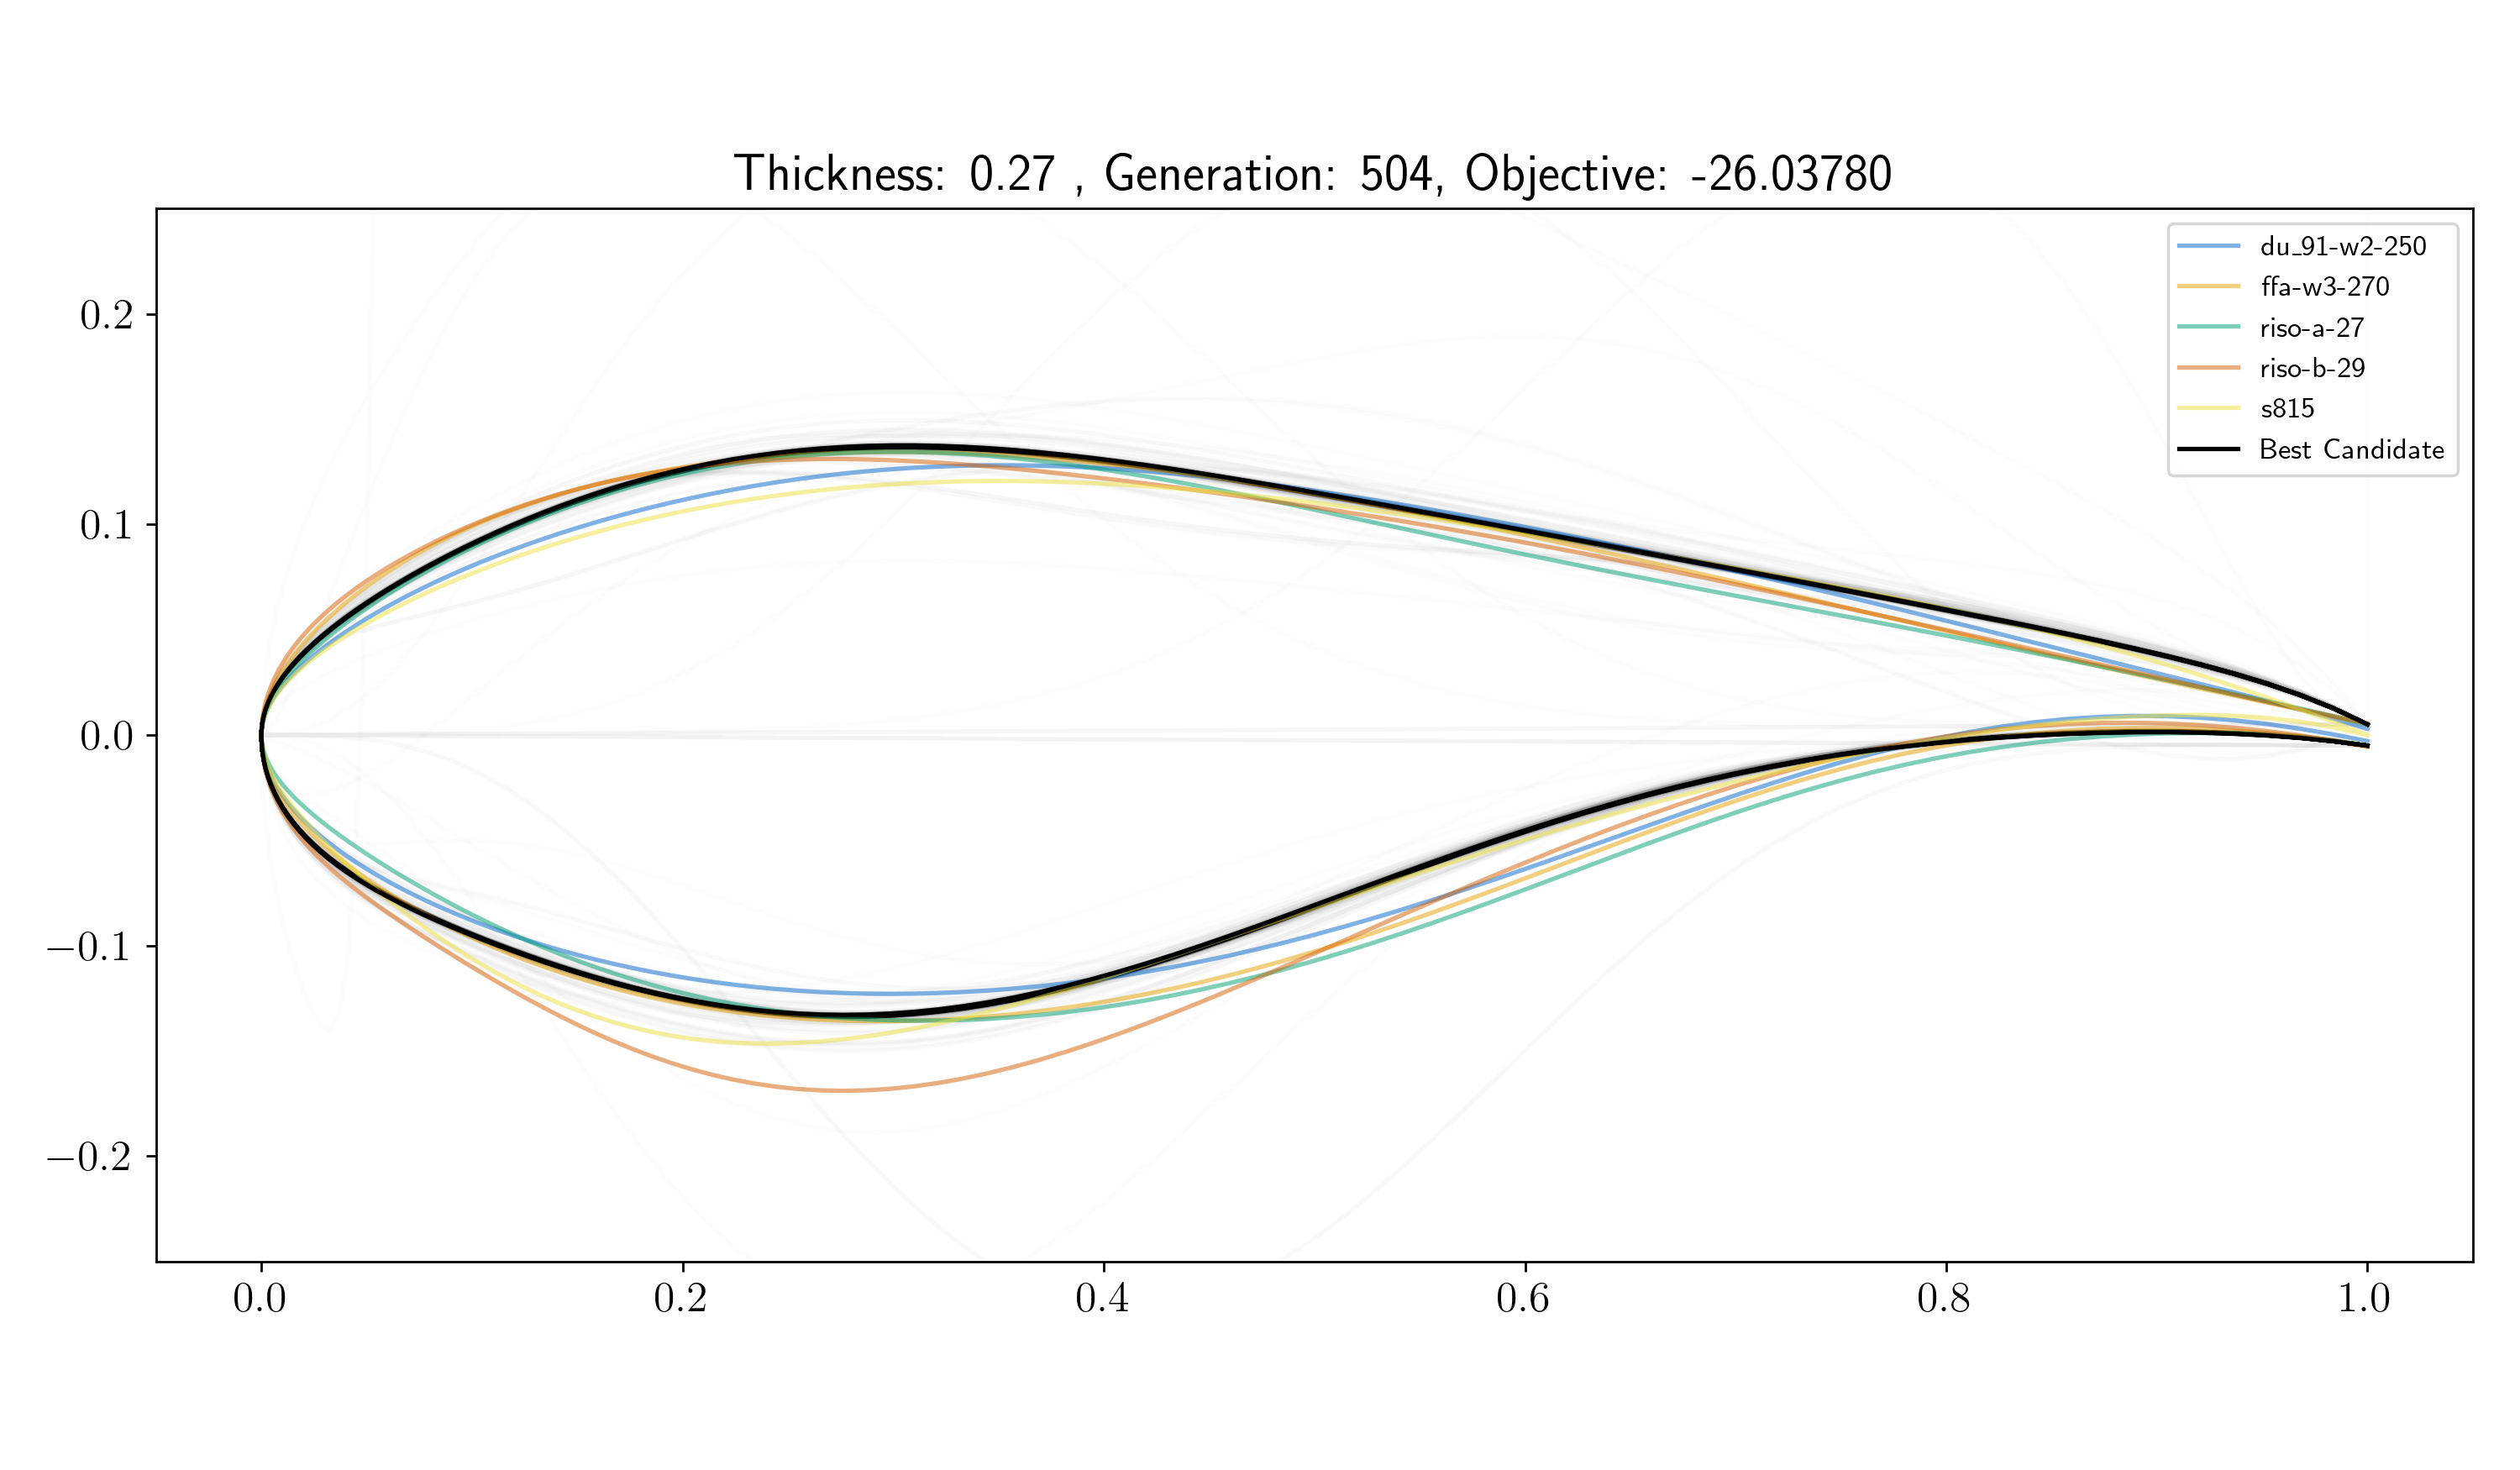 Thickness: 0.27 , Generation: 504, Objective: -26.03780
du_91-w2-250
ffa-w3-270
riso-a-27
riso-b-29
s815
Best Candidate
0.2
0.1
0.0
−0.1
−0.2
0.0 0.2 0.4 0.6 0.8 1.0